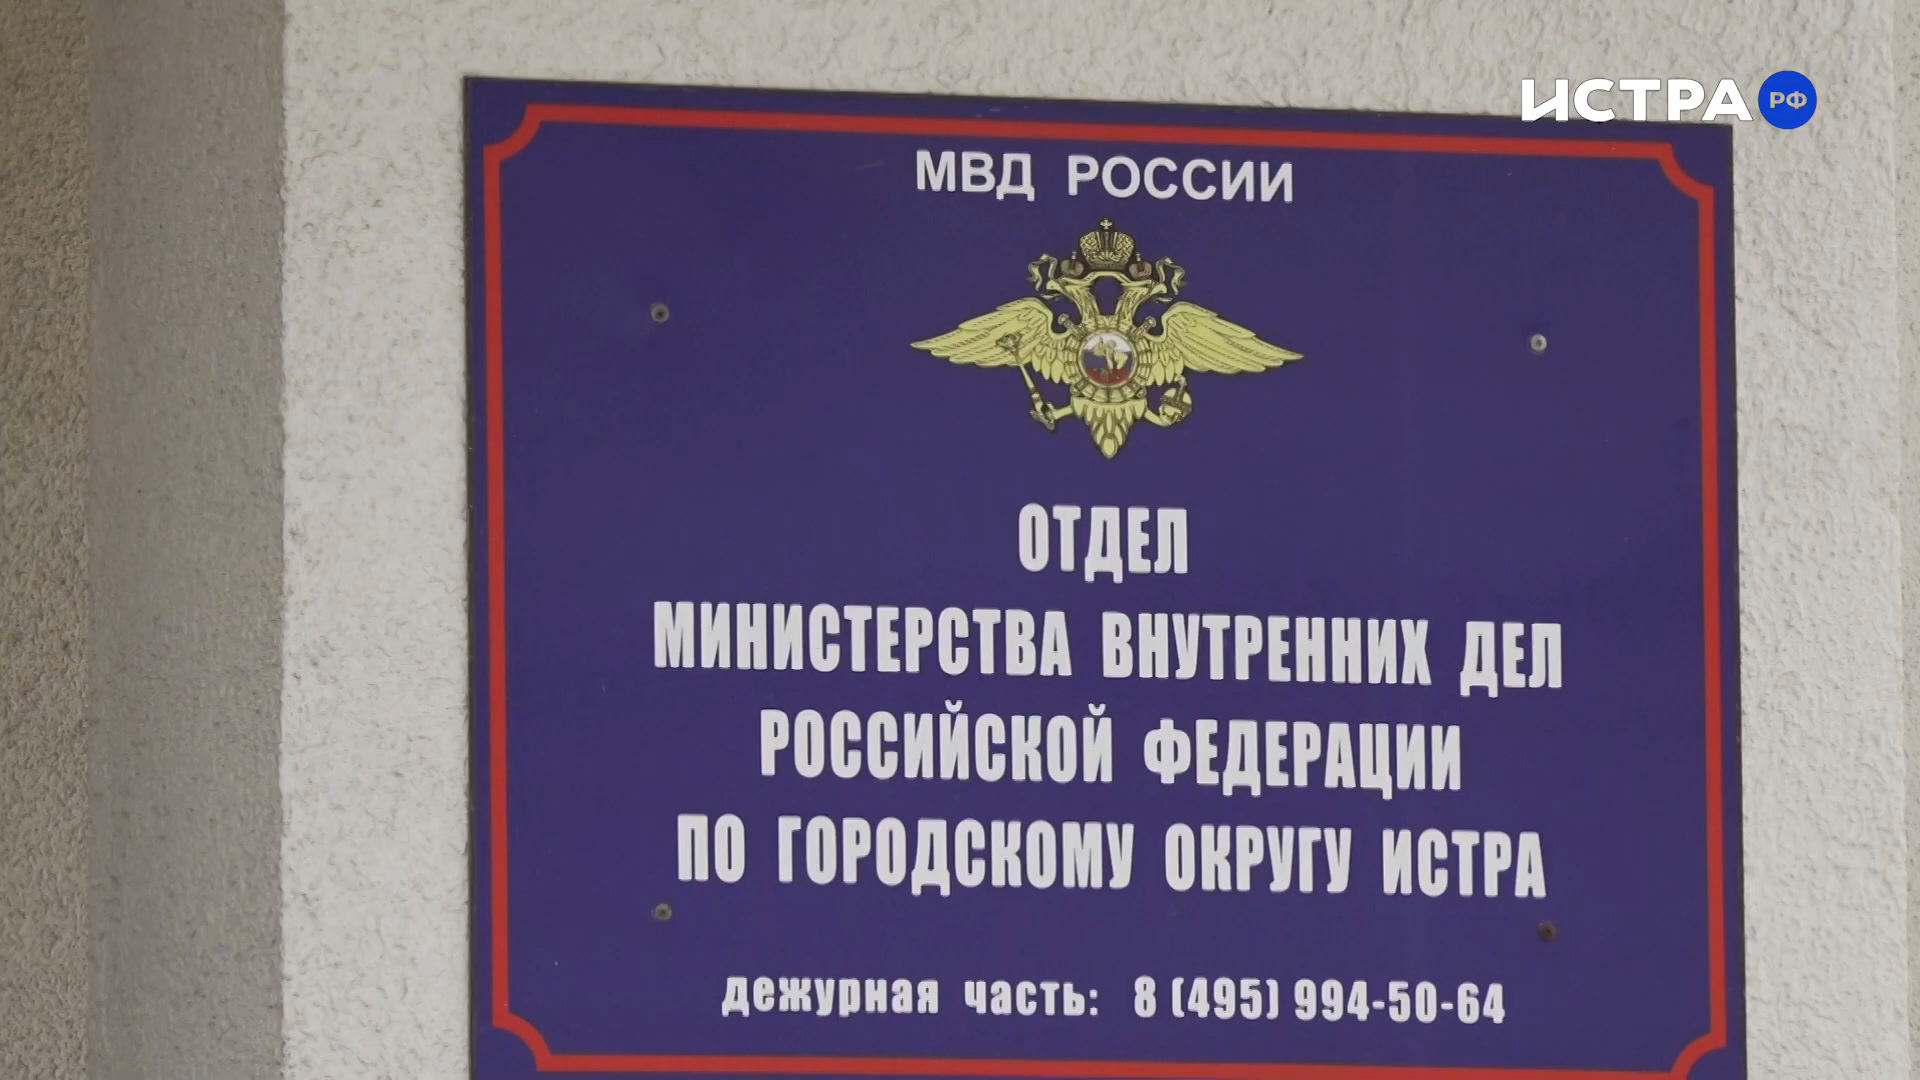 ИСТРА РФ
МВД РОССИИ
ОТДЕЛ
МИНИСТЕРСТВА ВНУТРЕННИХ ДЕЛ
РОССИЙСКОЙ ФЕДЕРАЦИИ
ПО ГОРОДСКОМУ ОКРУГУ ИСТРА
дежурная часть: 8 (495) 994-50-64